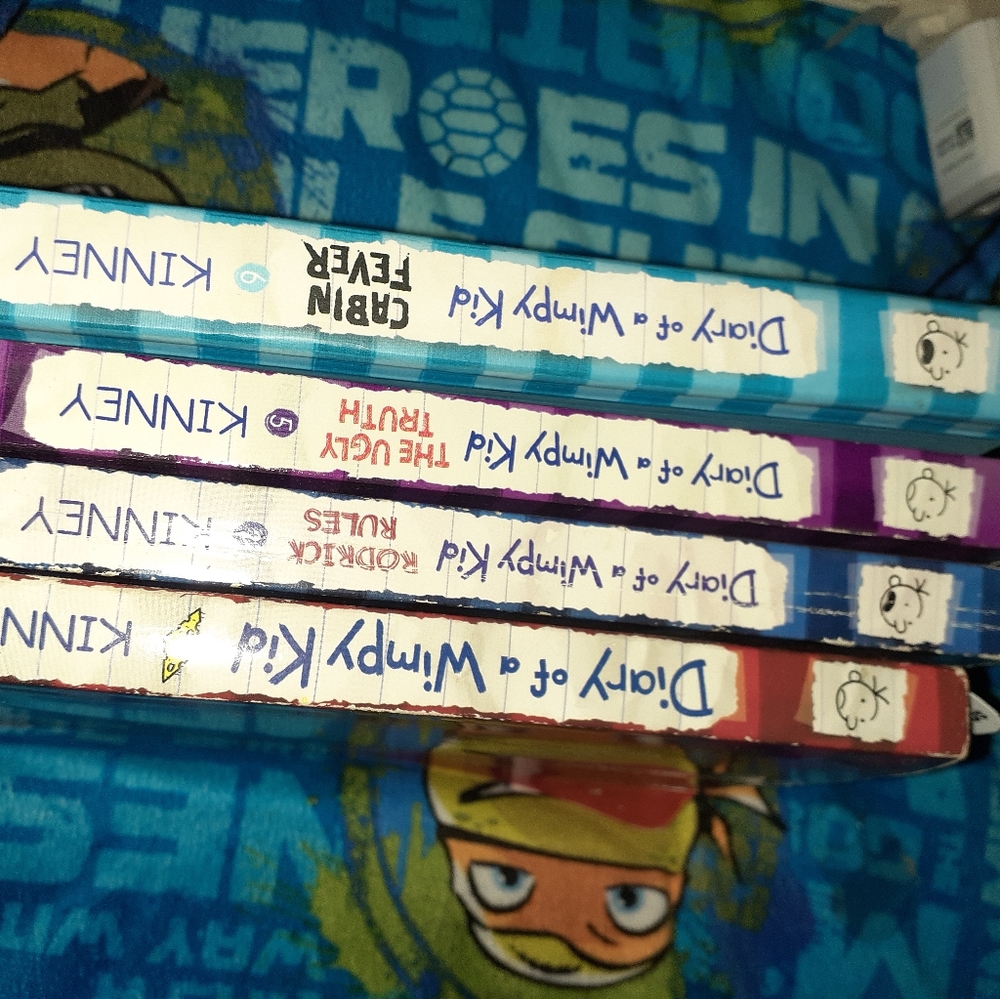 HEROES IN A
Diary of a Wimpy Kid CABIN FEVER 6 KINNEY
Diary of a Wimpy Kid THE UGLY TRUTH 5 KINNEY
Diary of a Wimpy Kid RODRICK RULES KINNEY
Diary of a Wimpy Kid KINN